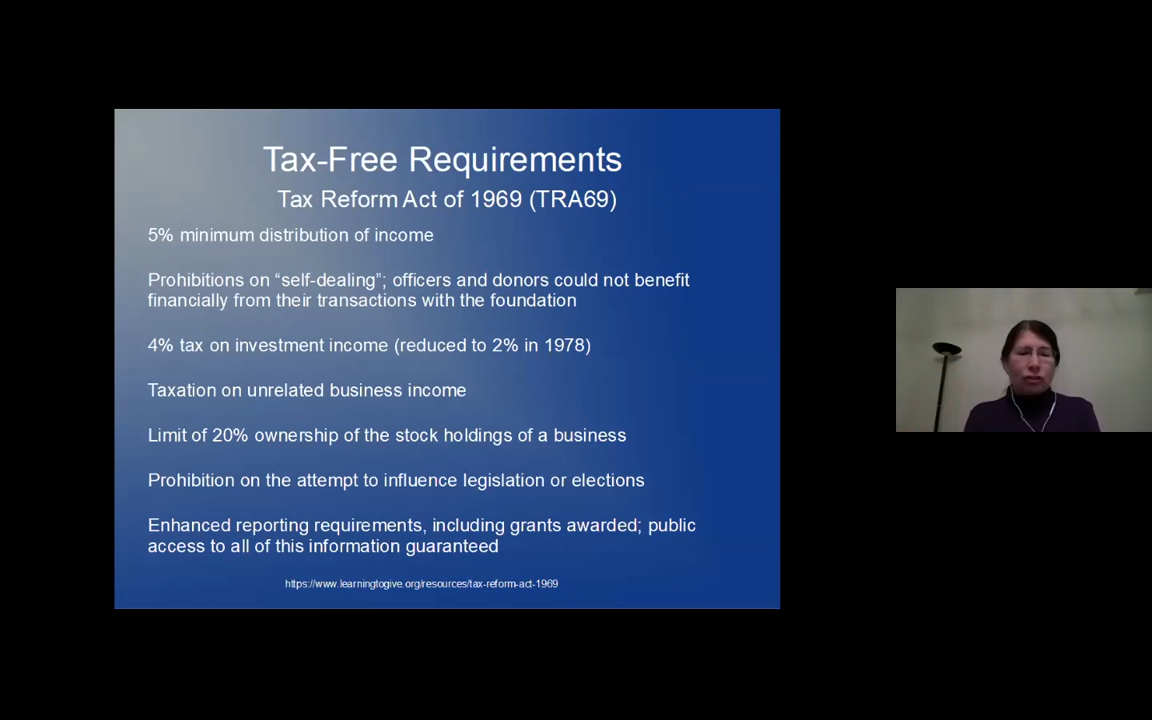 Tax-Free Requirements
Tax Reform Act of 1969 (TRA69)
5% minimum distribution of income
Prohibitions on “self-dealing”; officers and donors could not benefit
financially from their transactions with the foundation
4% tax on investment income (reduced to 2% in 1978)
Taxation on unrelated business income
Limit of 20% ownership of the stock holdings of a business
Prohibition on the attempt to influence legislation or elections
Enhanced reporting requirements, including grants awarded; public
access to all of this information guaranteed
https://www.learningtogive.org/resources/tax-reform-act-1969